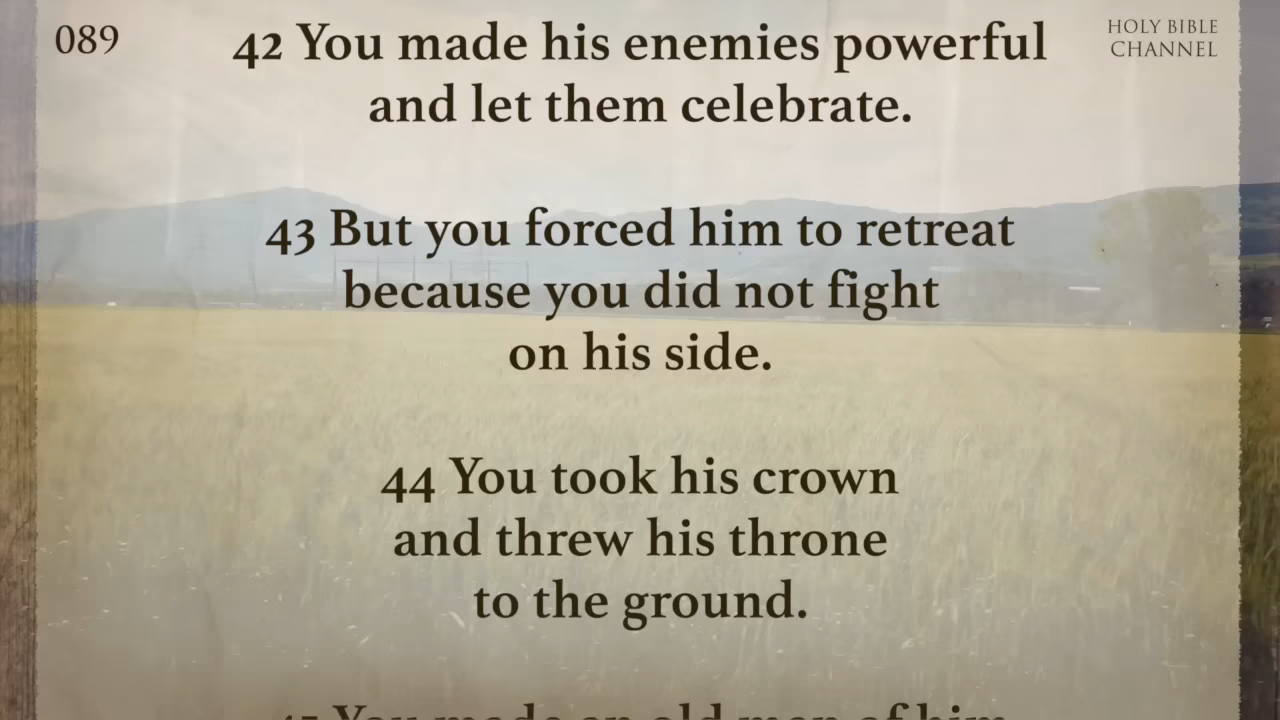 089
HOLY BIBLE
CHANNEL
42 You made his enemies powerful
and let them celebrate.
43 But you forced him to retreat
because you did not fight
on his side.
44 You took his crown
and threw his throne
to the ground.
45 You made an old man of him